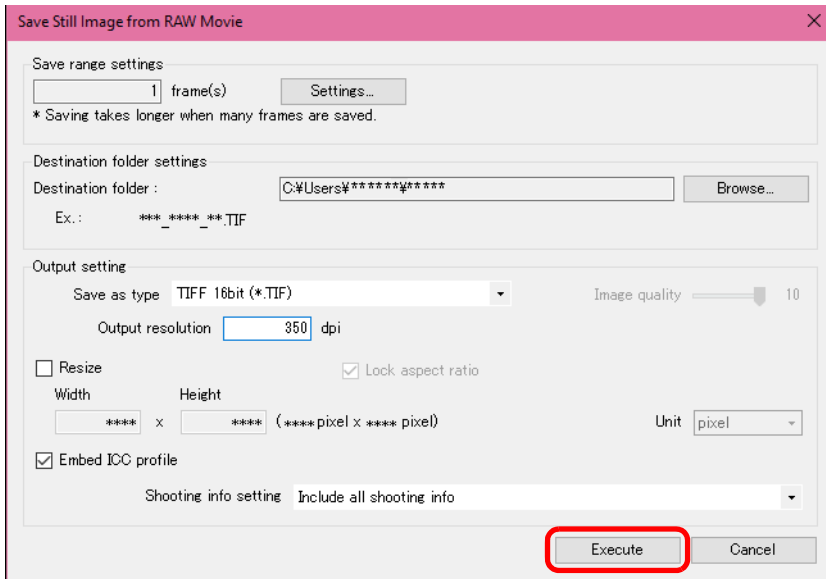 Save Still Image from RAW Movie
Save range settings
1 frame(s) Settings...
* Saving takes longer when many frames are saved.
Destination folder settings
Destination folder : C:¥Users¥******¥***** Browse...
Ex.: ***_****_**.TIF
Output setting
Save as type TIFF 16bit (*.TIF) Image quality 10
Output resolution 350 dpi
Resize Lock aspect ratio
Width Height
**** x **** (****pixel x **** pixel) Unit pixel
Embed ICC profile
Shooting info setting Include all shooting info
Execute Cancel